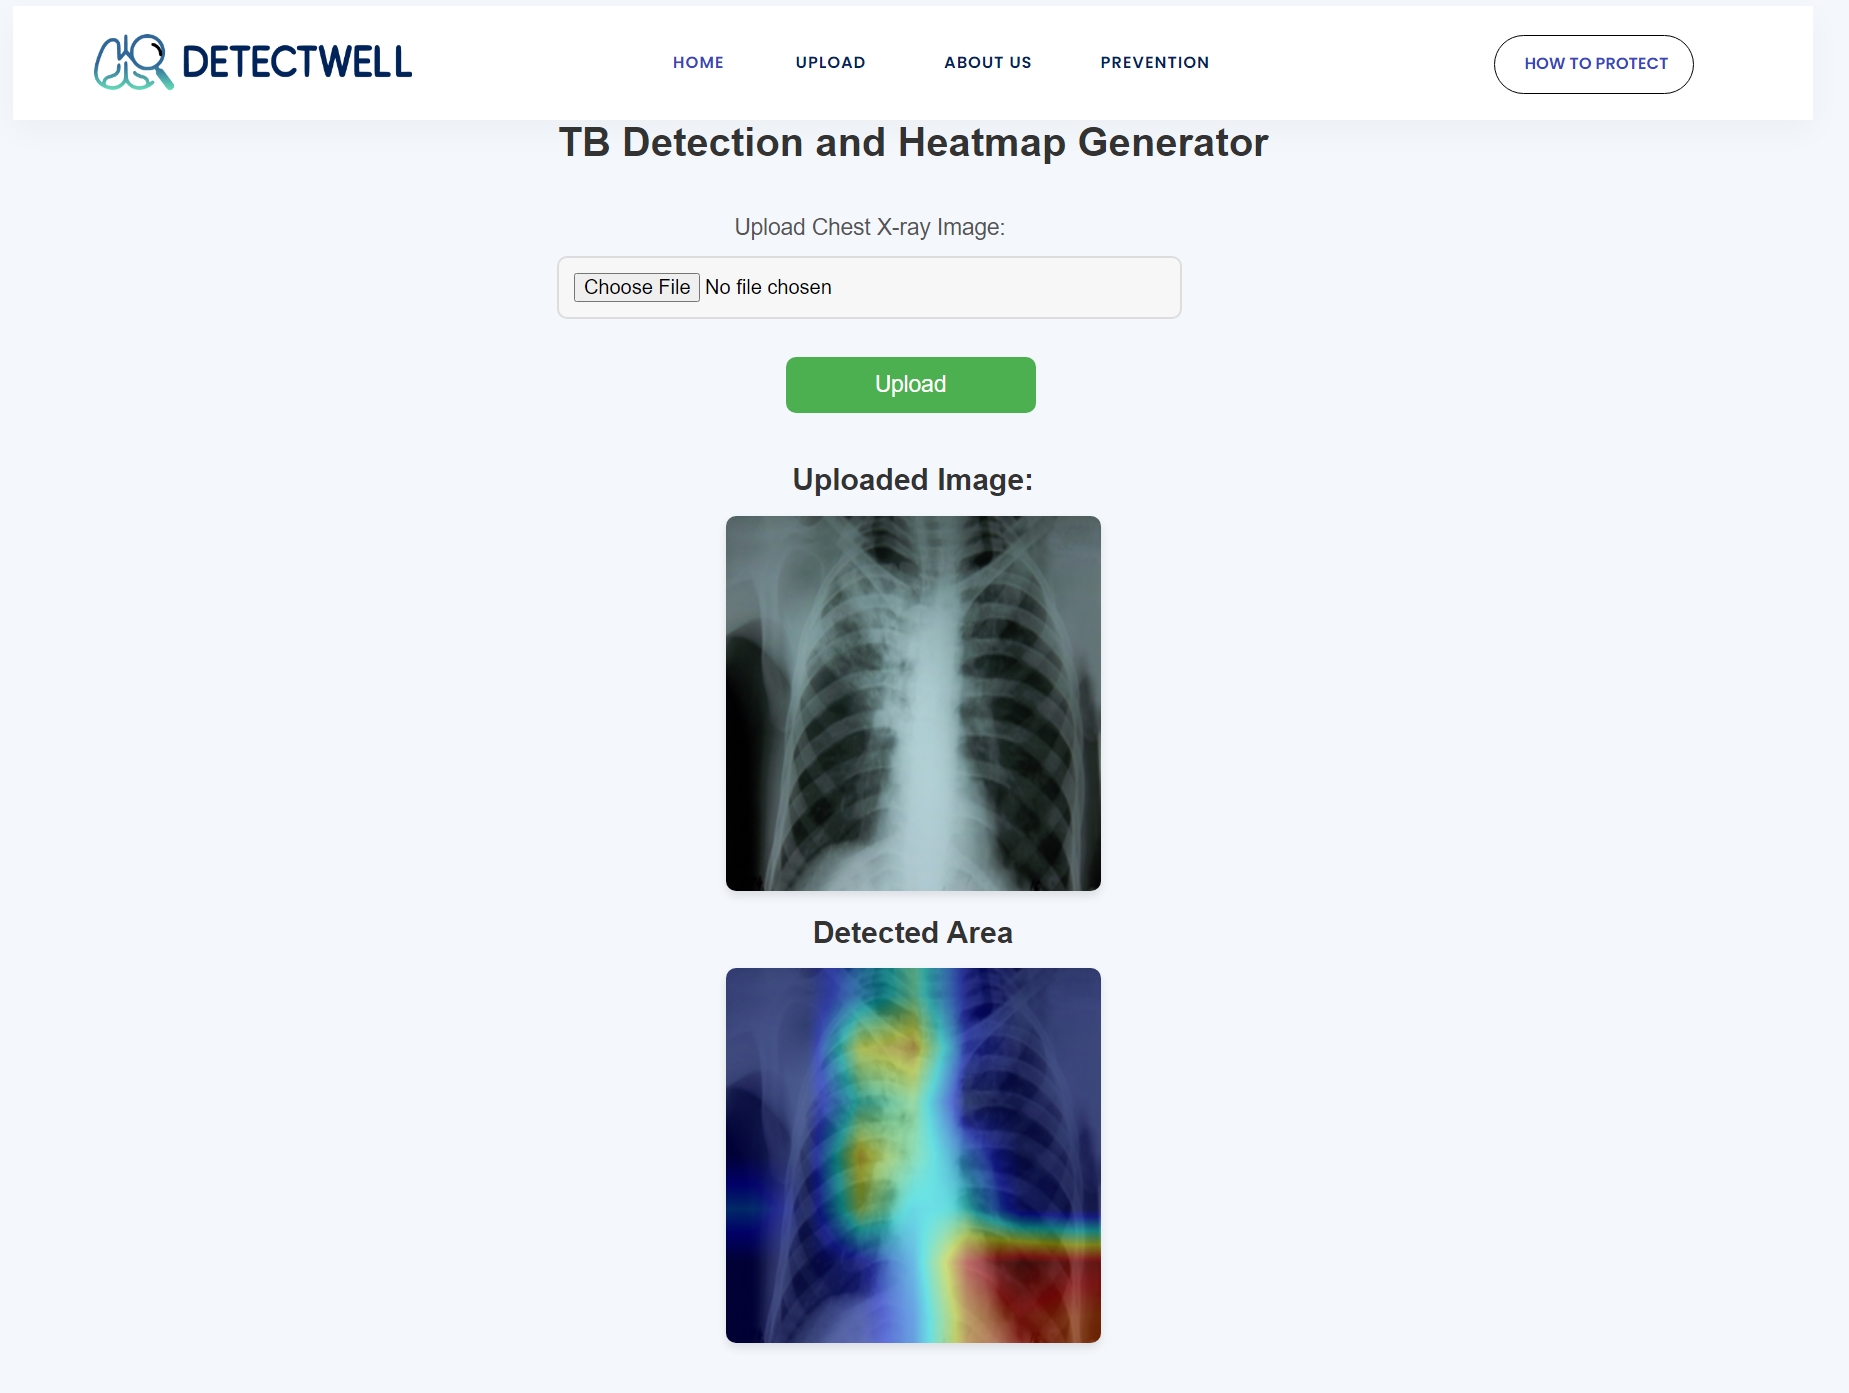 DETECTWELL
HOME UPLOAD ABOUT US PREVENTION
HOW TO PROTECT
TB Detection and Heatmap Generator
Upload Chest X-ray Image:
Choose File No file chosen
Upload
Uploaded Image:
Detected Area